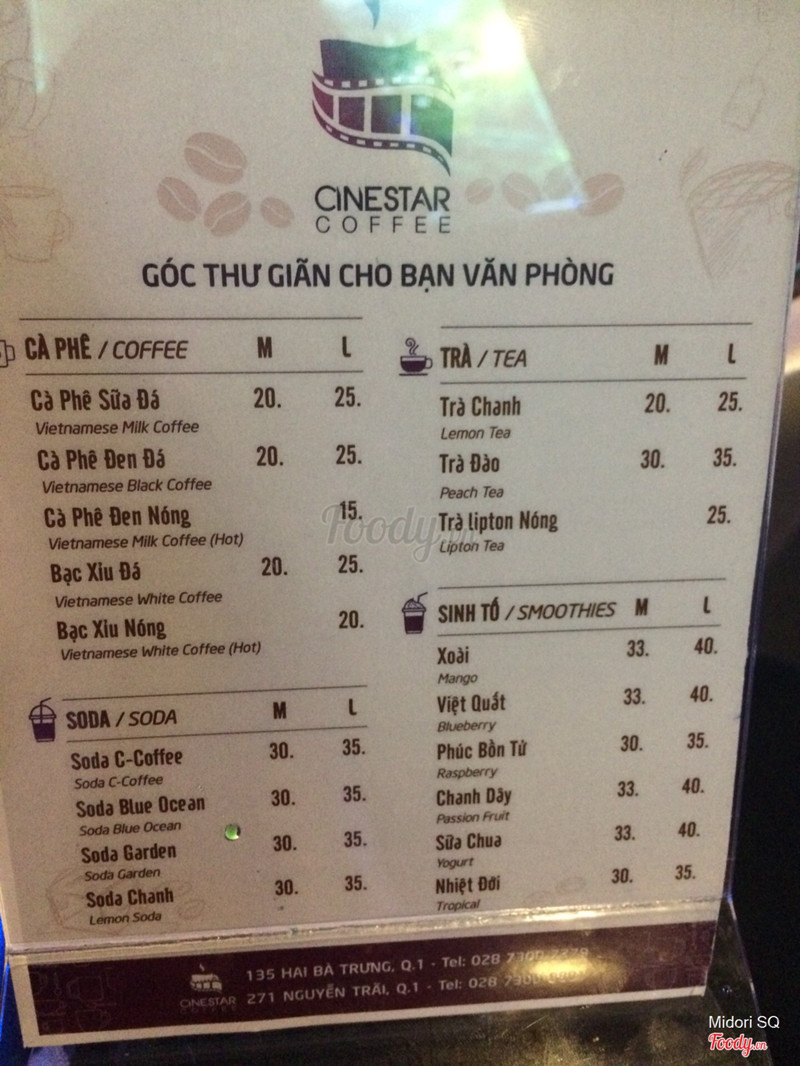 CINESTAR
COFFEE
GÓC THƯ GIÃN CHO BẠN VĂN PHÒNG
CÀ PHÊ / COFFEE M L
Cà Phê Sữa Đá 20. 25.
Vietnamese Milk Coffee
Cà Phê Đen Đá 20. 25.
Vietnamese Black Coffee
Cà Phê Đen Nóng 15.
Vietnamese Milk Coffee (Hot)
Bạc Xiu Đá 20. 25.
Vietnamese White Coffee
Bạc Xiu Nóng 20.
Vietnamese White Coffee (Hot)
SODA / SODA M L
Soda C-Coffee 30. 35.
Soda C-Coffee
Soda Blue Ocean 30. 35.
Soda Blue Ocean
Soda Garden 30. 35.
Soda Garden
Soda Chanh 30. 35.
Lemon Soda
TRÀ / TEA M L
Trà Chanh 20. 25.
Lemon Tea
Trà Đào 30. 35.
Peach Tea
Trà lipton Nóng 25.
Lipton Tea
SINH TỐ / SMOOTHIES M L
Xoài 33. 40.
Mango
Việt Quất 33. 40.
Blueberry
Phúc Bồn Tử 30. 35.
Raspberry
Chanh Dây 33. 40.
Passion Fruit
Sữa Chua 33. 40.
Yogurt
Nhiệt Đới 30. 35.
Tropical
CINESTAR
COFFEE
135 HAI BÀ TRƯNG, Q.1 - Tel: 028 7300
271 NGUYỄN TRÃI, Q.1 - Tel: 028 7300
Foody.vn
Midori SQ
Foody.vn